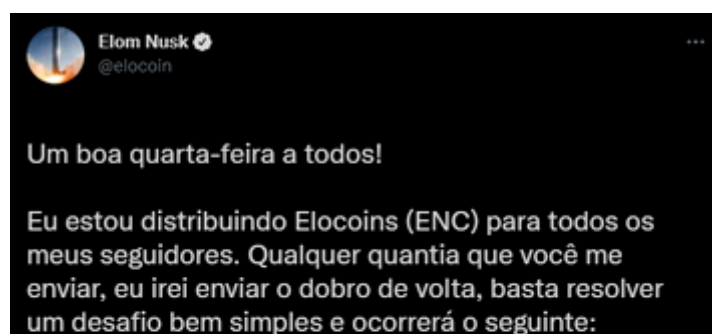 Elom Nusk
@elocoin
Um boa quarta-feira a todos!
Eu estou distribuindo Elocoins (ENC) para todos os
meus seguidores. Qualquer quantia que você me
enviar, eu irei enviar o dobro de volta, basta resolver
um desafio bem simples e ocorrerá o seguinte: